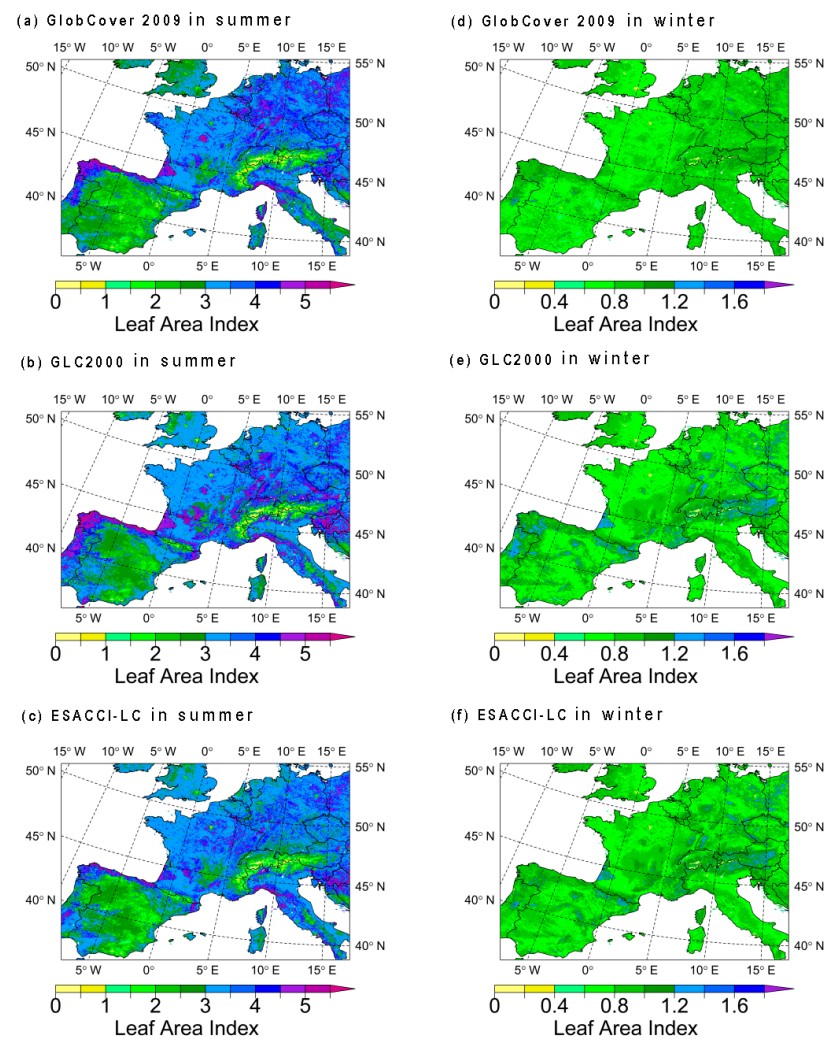 (a) GlobCover 2009 in summer
15° W 10° W 5° W 0° 5° E 10° E 15° E
50° N
45° N
40° N
55° N
50° N
45° N
40° N
5° W 0° 5° E 10° E 15° E
0 1 2 3 4 5
Leaf Area Index
(d) GlobCover 2009 in winter
15° W 10° W 5° W 0° 5° E 10° E 15° E
50° N
45° N
40° N
55° N
50° N
45° N
40° N
5° W 0° 5° E 10° E 15° E
0 0.4 0.8 1.2 1.6
Leaf Area Index
(b) GLC2000 in summer
15° W 10° W 5° W 0° 5° E 10° E 15° E
50° N
45° N
40° N
55° N
50° N
45° N
40° N
5° W 0° 5° E 10° E 15° E
0 1 2 3 4 5
Leaf Area Index
(e) GLC2000 in winter
15° W 10° W 5° W 0° 5° E 10° E 15° E
50° N
45° N
40° N
55° N
50° N
45° N
40° N
5° W 0° 5° E 10° E 15° E
0 0.4 0.8 1.2 1.6
Leaf Area Index
(c) ESACCI-LC in summer
15° W 10° W 5° W 0° 5° E 10° E 15° E
50° N
45° N
40° N
55° N
50° N
45° N
40° N
5° W 0° 5° E 10° E 15° E
0 1 2 3 4 5
Leaf Area Index
(f) ESACCI-LC in winter
15° W 10° W 5° W 0° 5° E 10° E 15° E
50° N
45° N
40° N
55° N
50° N
45° N
40° N
5° W 0° 5° E 10° E 15° E
0 0.4 0.8 1.2 1.6
Leaf Area Index